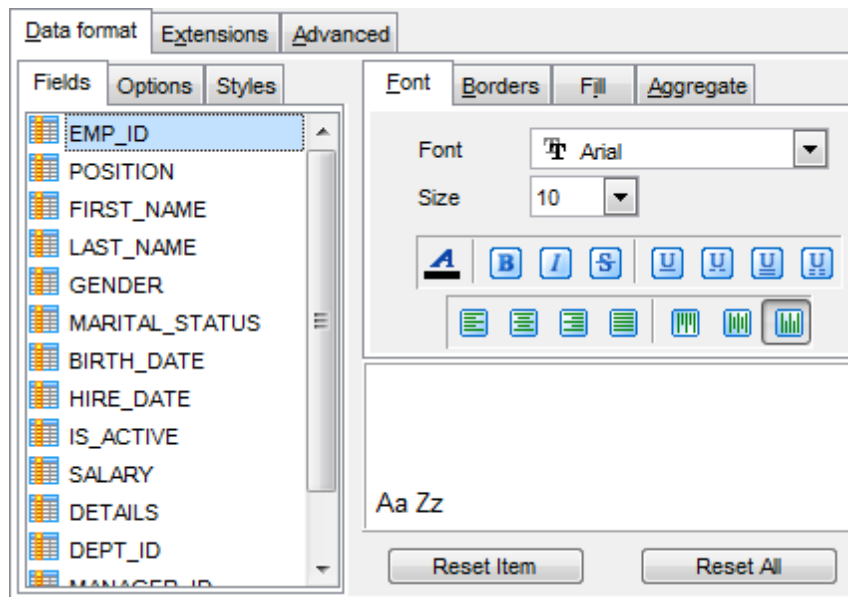 Data format Extensions Advanced
Fields Options Styles
EMP_ID
POSITION
FIRST_NAME
LAST_NAME
GENDER
MARITAL_STATUS
BIRTH_DATE
HIRE_DATE
IS_ACTIVE
SALARY
DETAILS
DEPT_ID
MANAGER_ID
Font Borders Fill Aggregate
Font Arial
Size 10
A B I S U U U U
Aa Zz
Reset Item Reset All